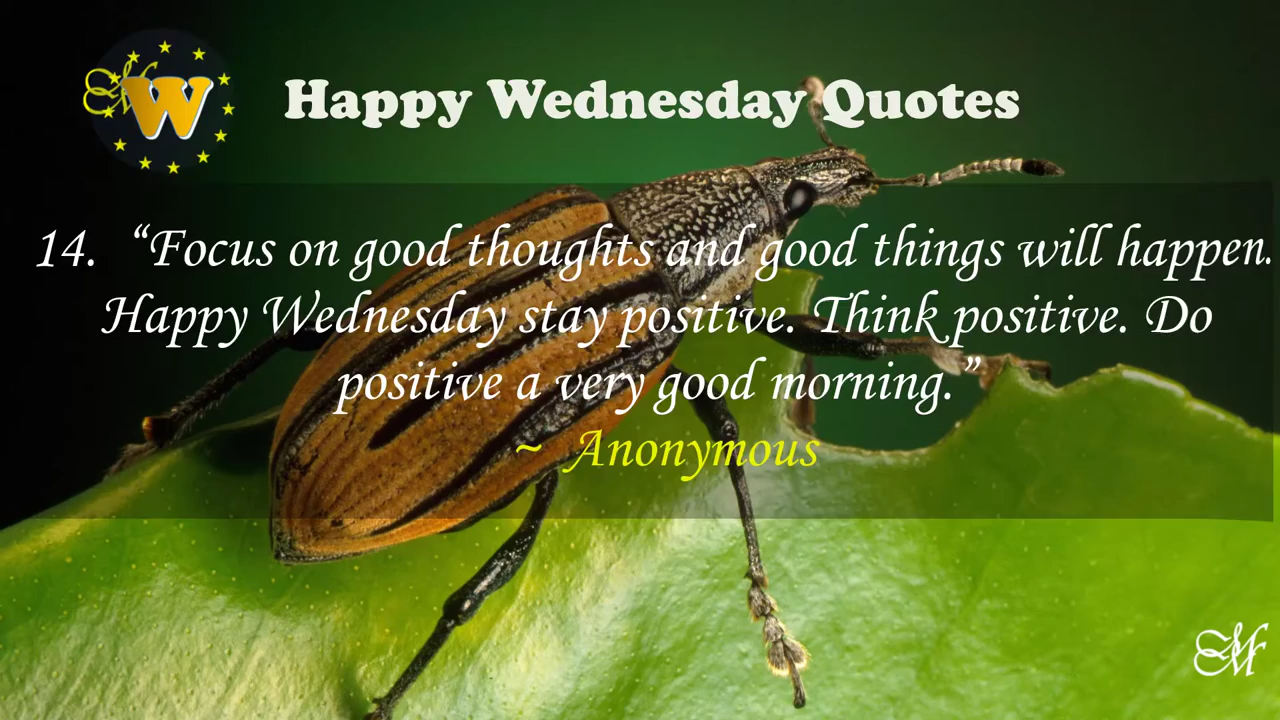 W
Happy Wednesday Quotes
14. “Focus on good thoughts and good things will happen.
Happy Wednesday stay positive. Think positive. Do
positive a very good morning.”
~ Anonymous